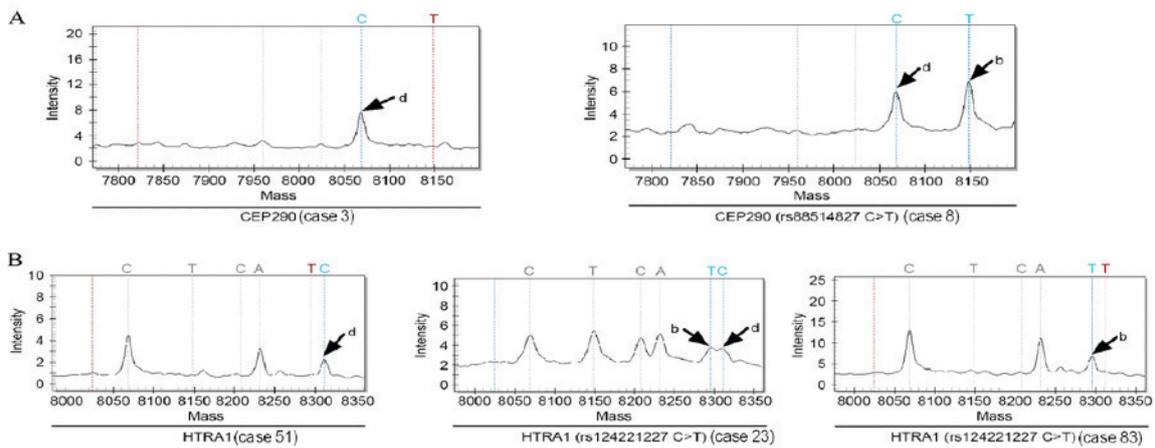 A
C T
20
16
12
8
4
0
Intensity
d
7800 7850 7900 7950 8000 8050 8100 8150
Mass
CEP290 (case 3)
C T
10
8
6
4
2
0
Intensity
d
b
7800 7850 7900 7950 8000 8050 8100 8150
Mass
CEP290 (rs88514827 C>T) (case 8)
B
C T C A T C
10
8
6
4
2
0
Intensity
d
8000 8050 8100 8150 8200 8250 8300 8350
Mass
HTRA1 (case 51)
C T C A T C
10
8
6
4
2
0
Intensity
b
d
8000 8050 8100 8150 8200 8250 8300 8350
Mass
HTRA1 (rs124221227 C>T) (case 23)
C T C A T T
25
20
15
10
5
0
Intensity
b
8000 8050 8100 8150 8200 8250 8300 8350
Mass
HTRA1 (rs124221227 C>T) (case 83)